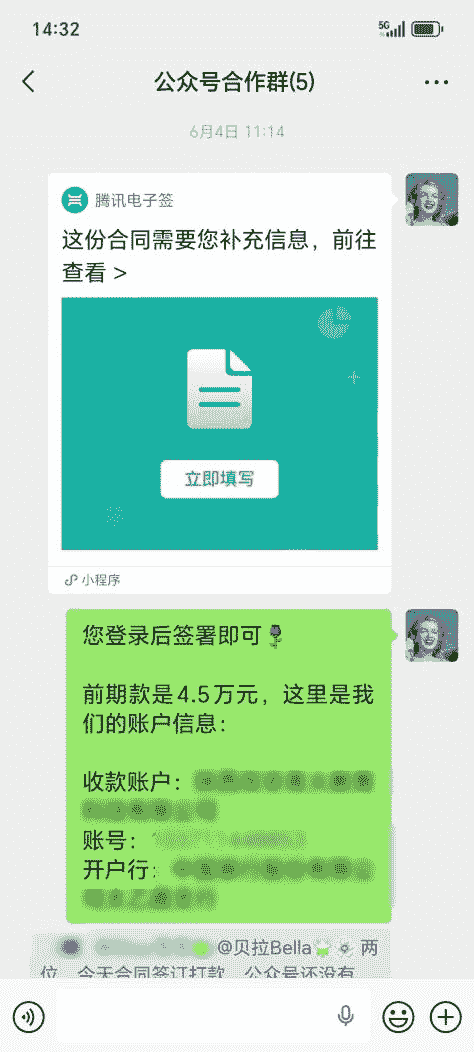 14:32
5G
公众号合作群(5)
6月4日 11:14
腾讯电子签
这份合同需要您补充信息，前往
查看 >
立即填写
小程序
您登录后签署即可🌹
前期款是4.5万元，这里是我
们的账户信息：
收款账户：
账号：
开户行：
@贝拉Bella 两
位，今天合同签订打款，公众号还没有